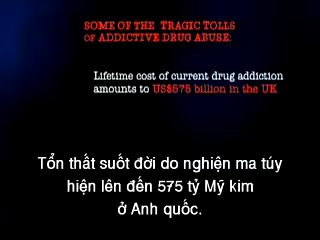 SOME OF THE TRAGIC TOLLS
OF ADDICTIVE DRUG ABUSE:
Lifetime cost of current drug addiction
amounts to US$575 billion in the UK
Tổn thất suốt đời do nghiện ma túy
hiện lên đến 575 tỷ Mỹ kim
ở Anh quốc.